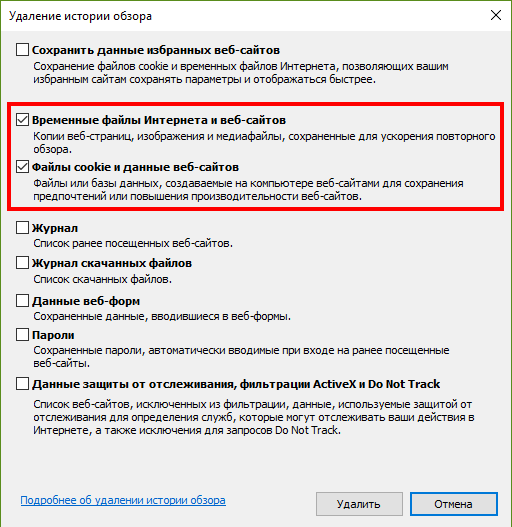 Удаление истории обзора
Сохранить данные избранных веб-сайтов
Сохранение файлов cookie и временных файлов Интернета, позволяющих вашим
избранным сайтам сохранять параметры и отображаться быстрее.
Временные файлы Интернета и веб-сайтов
Копии веб-страниц, изображения и медиафайлы, сохраненные для ускорения повторного
обзора.
Файлы cookie и данные веб-сайтов
Файлы или базы данных, создаваемые на компьютере веб-сайтами для сохранения
предпочтений или повышения производительности веб-сайтов.
Журнал
Список ранее посещенных веб-сайтов.
Журнал скачанных файлов
Список скачанных файлов.
Данные веб-форм
Сохраненные данные, вводившиеся в веб-формы.
Пароли
Сохраненные пароли, автоматически вводимые при входе на ранее посещенные
веб-сайты.
Данные защиты от отслеживания, фильтрации ActiveX и Do Not Track
Список веб-сайтов, исключенных из фильтрации, данные, используемые защитой от
отслеживания для определения служб, которые могут отслеживать ваши действия в
Интернете, а также исключения для запросов Do Not Track.
Подробнее об удалении истории обзора
Удалить
Отмена